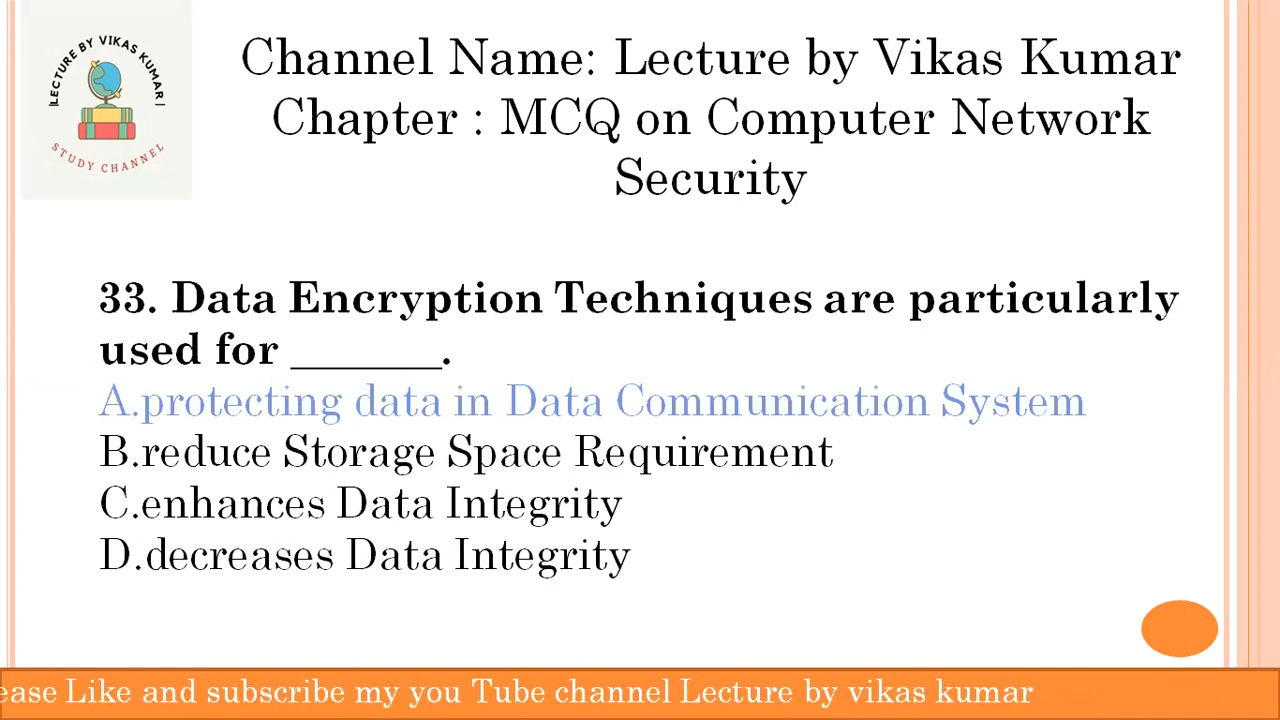 LECTURE BY VIKAS KUMAR
STUDY CHANNEL
Channel Name: Lecture by Vikas Kumar
Chapter : MCQ on Computer Network
Security
33. Data Encryption Techniques are particularly
used for ______.
A.protecting data in Data Communication System
B.reduce Storage Space Requirement
C.enhances Data Integrity
D.decreases Data Integrity
ease Like and subscribe my you Tube channel Lecture by vikas kumar